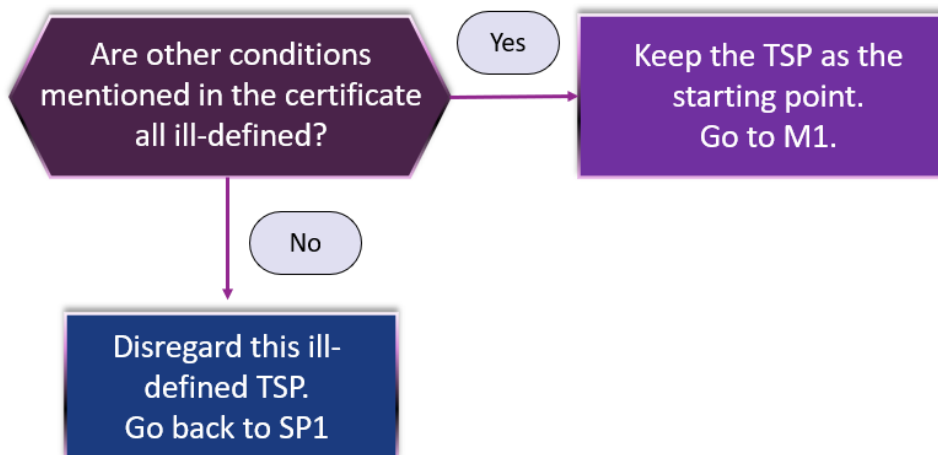 Are other conditions
mentioned in the certificate
all ill-defined?
Yes
Keep the TSP as the
starting point.
Go to M1.
No
Disregard this ill-
defined TSP.
Go back to SP1